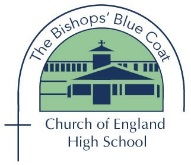 The Bishops' Blue Coat
Church of England
High School